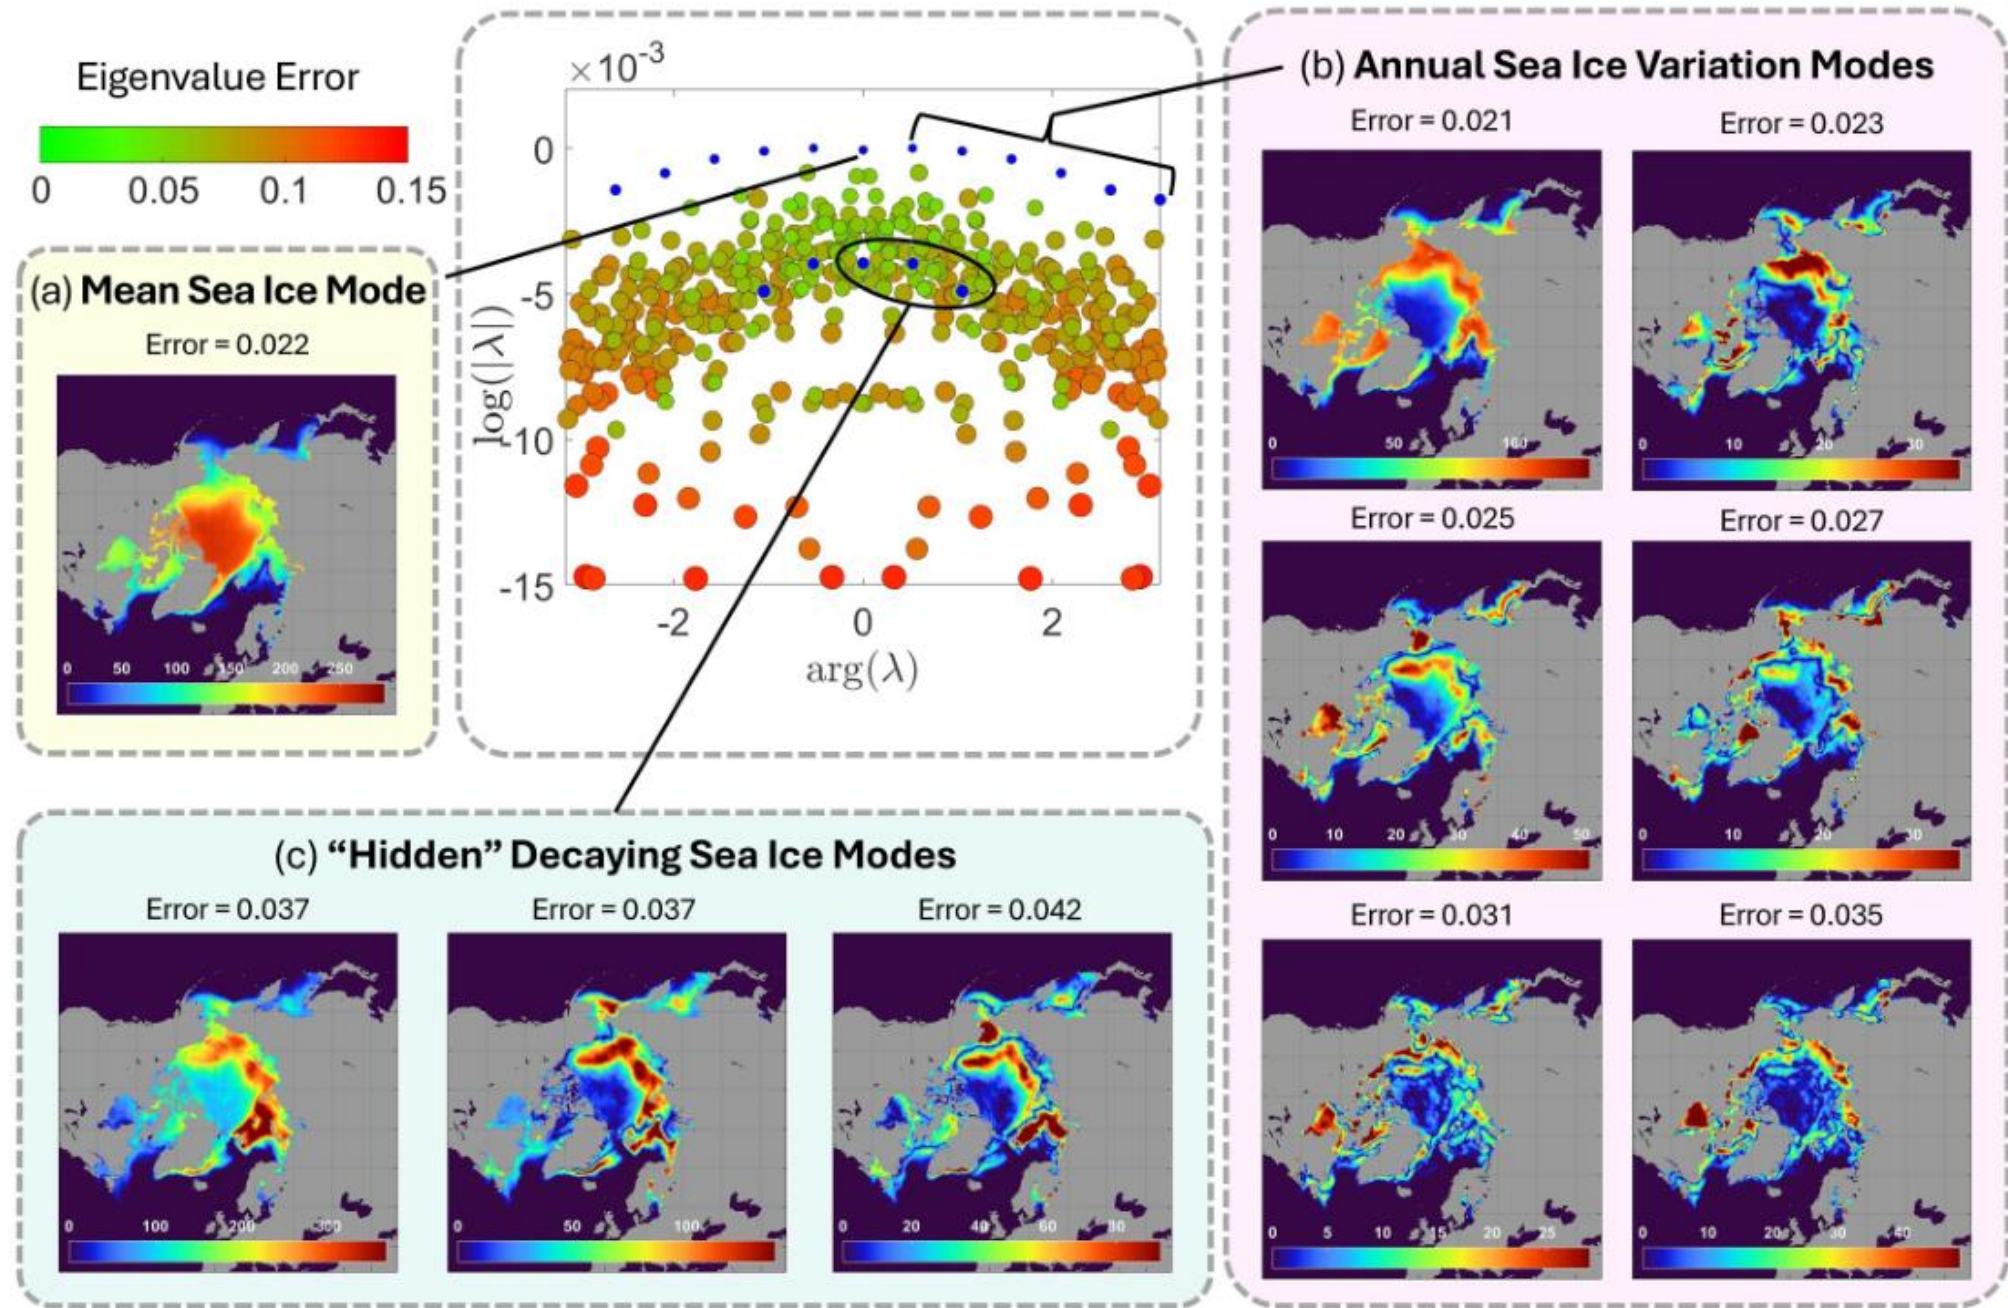 Eigenvalue Error
0 0.05 0.1 0.15
(a) Mean Sea Ice Mode
Error = 0.022
0 50 100 150 200 250
×10⁻³
0
-5
-10
-15
log(|λ|)
-2 0 2
arg(λ)
(b) Annual Sea Ice Variation Modes
Error = 0.021 Error = 0.023
0 50 100
0 10 20 30
Error = 0.025 Error = 0.027
0 10 20 30 40 50
0 10 20 30
Error = 0.031 Error = 0.035
0 5 10 15 20 25
0 10 20 30 40
(c) “Hidden” Decaying Sea Ice Modes
Error = 0.037 Error = 0.037 Error = 0.042
0 100 200 300
0 50 100
0 20 40 60 80